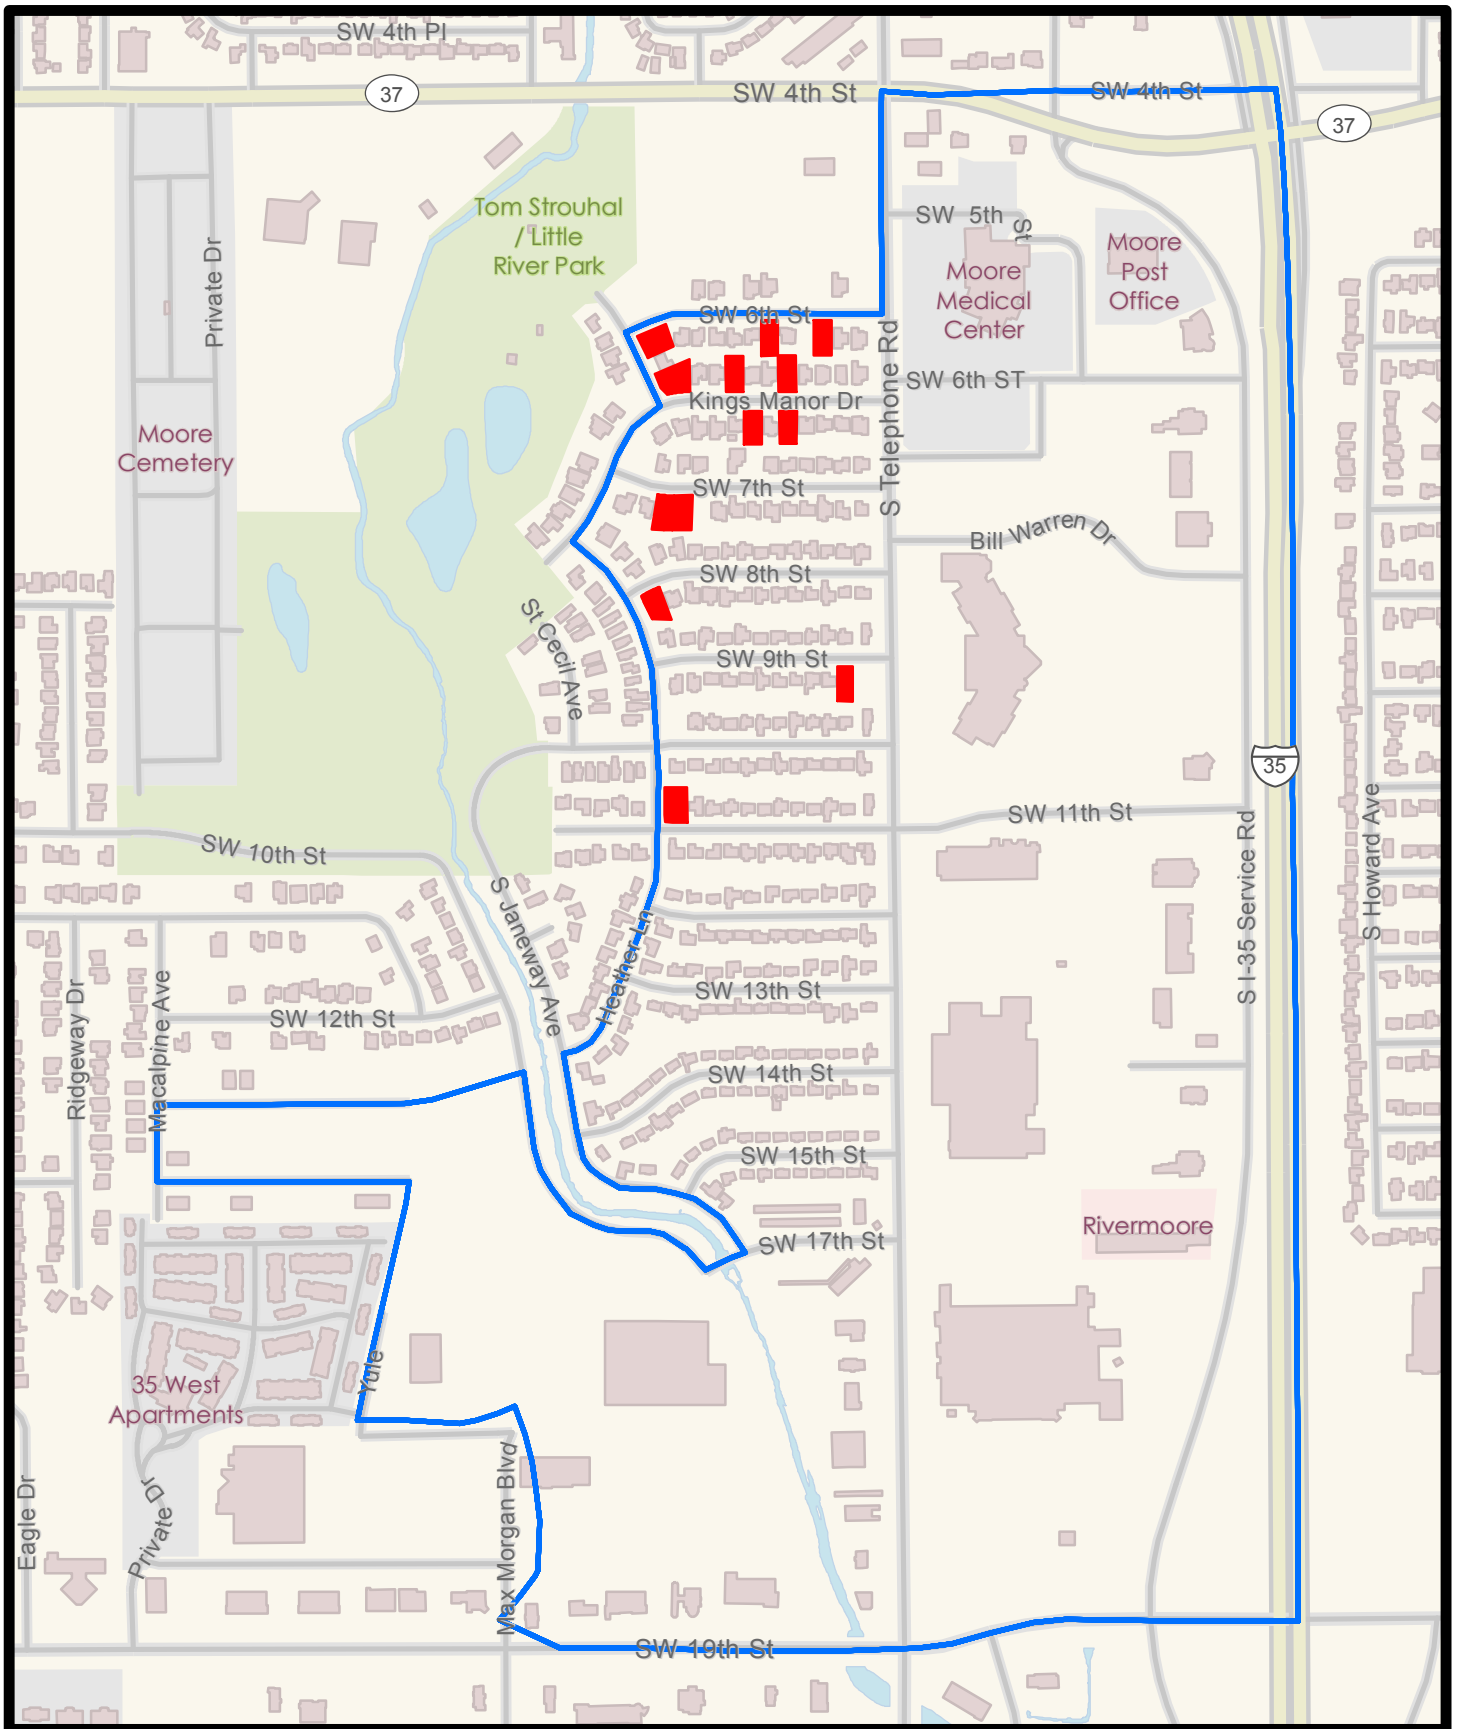 SW 4th Pl
37
SW 4th St
SW 4th St
37
Tom Strouhal
/ Little
River Park
Private Dr
SW 5th St
Moore
Medical
Center
Moore
Post
Office
SW 6th St
S Telephone Rd
SW 6th ST
Kings Manor Dr
Moore
Cemetery
SW 7th St
Bill Warren Dr
SW 8th St
St Cecil Ave
SW 9th St
35
SW 11th St
S I-35 Service Rd
S Howard Ave
SW 10th St
S Janeway Ave
Heather Ln
Ridgeway Dr
Macalpine Ave
SW 12th St
SW 13th St
SW 14th St
SW 15th St
SW 17th St
Rivermoore
35 West
Apartments
Yule
Max Morgan Blvd
Eagle Dr
Private Dr
SW 19th St